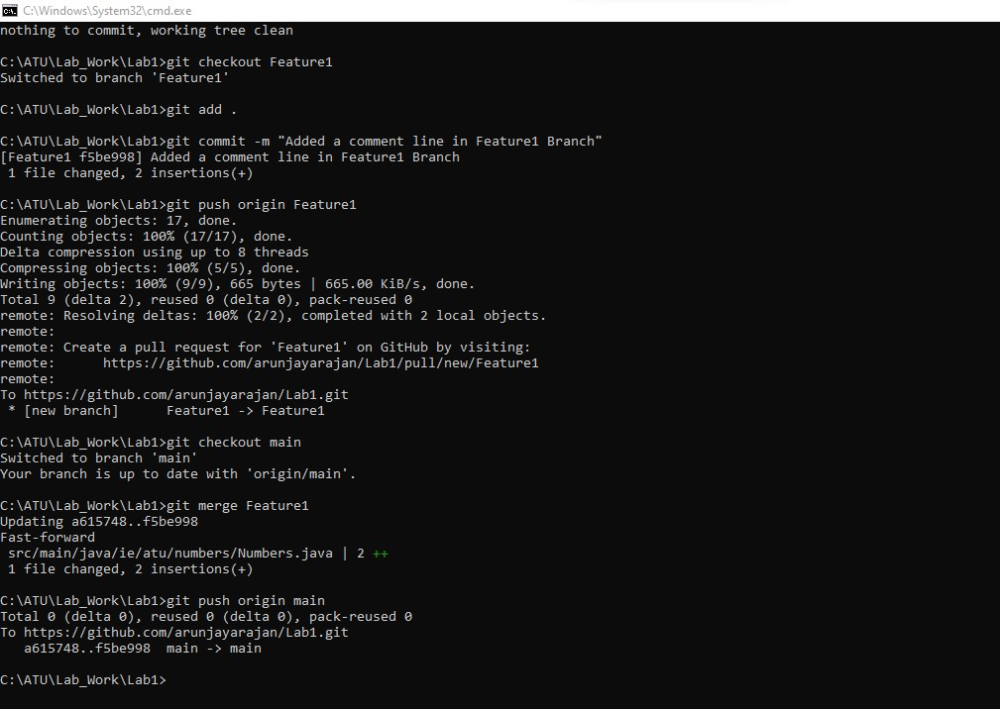 C:\Windows\System32\cmd.exe
nothing to commit, working tree clean
C:\ATU\Lab_Work\Lab1>git checkout Feature1
Switched to branch 'Feature1'
C:\ATU\Lab_Work\Lab1>git add .
C:\ATU\Lab_Work\Lab1>git commit -m "Added a comment line in Feature1 Branch"
[Feature1 f5be998] Added a comment line in Feature1 Branch
 1 file changed, 2 insertions(+)
C:\ATU\Lab_Work\Lab1>git push origin Feature1
Enumerating objects: 17, done.
Counting objects: 100% (17/17), done.
Delta compression using up to 8 threads
Compressing objects: 100% (5/5), done.
Writing objects: 100% (9/9), 665 bytes | 665.00 KiB/s, done.
Total 9 (delta 2), reused 0 (delta 0), pack-reused 0
remote: Resolving deltas: 100% (2/2), completed with 2 local objects.
remote:
remote: Create a pull request for 'Feature1' on GitHub by visiting:
remote:      https://github.com/arunjayarajan/Lab1/pull/new/Feature1
remote:
To https://github.com/arunjayarajan/Lab1.git
 * [new branch]      Feature1 -> Feature1
C:\ATU\Lab_Work\Lab1>git checkout main
Switched to branch 'main'
Your branch is up to date with 'origin/main'.
C:\ATU\Lab_Work\Lab1>git merge Feature1
Updating a615748..f5be998
Fast-forward
 src/main/java/ie/atu/numbers/Numbers.java | 2 ++
 1 file changed, 2 insertions(+)
C:\ATU\Lab_Work\Lab1>git push origin main
Total 0 (delta 0), reused 0 (delta 0), pack-reused 0
To https://github.com/arunjayarajan/Lab1.git
   a615748..f5be998  main -> main
C:\ATU\Lab_Work\Lab1>